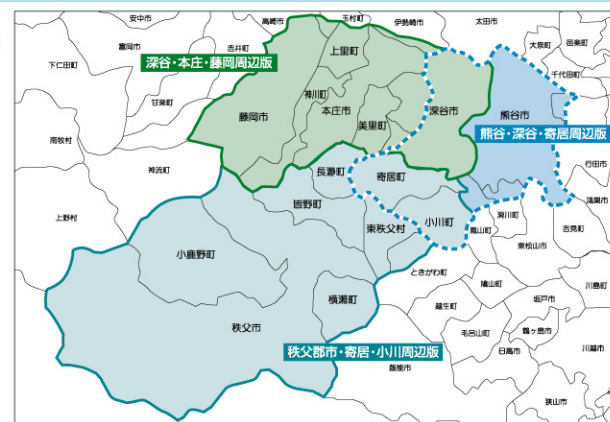 安中市
高崎市
玉村町
伊勢崎市
太田市
富岡市
吉井町
大泉町
邑楽町
下仁田町
深谷・本庄・藤岡周辺版
上里町
千代田町
甘楽町
神川町
藤岡市
本庄市
深谷市
熊谷市
美里町
熊谷・深谷・寄居周辺版
南牧村
神流町
長瀞町
寄居町
行田市
皆野町
鴻巣市
上野村
東秩父村
小川町
滑川町
嵐山町
吉見町
小鹿野町
東松山市
ときがわ町
鳩山町
川島町
横瀬町
越生町
坂戸市
秩父市
毛呂山町
鶴ヶ島市
秩父郡市・寄居・小川周辺版
日高市
川越市
飯能市
狭山市